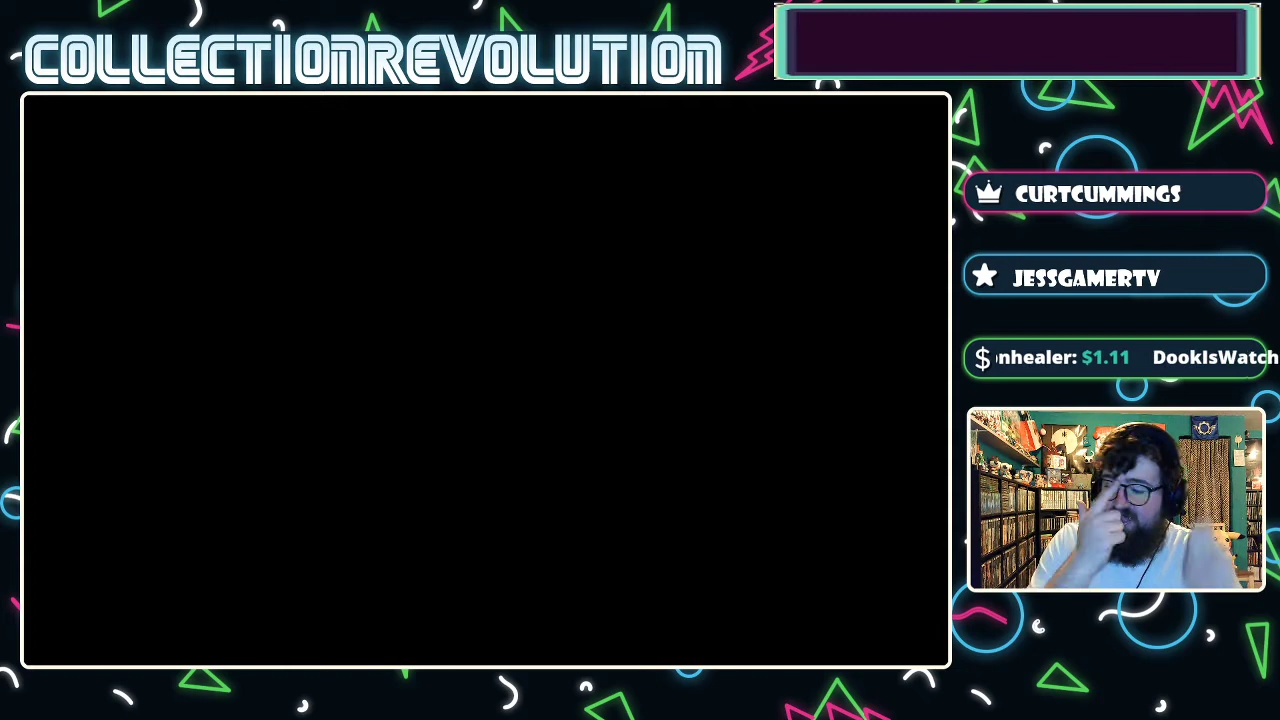 COLLECTIONREVOLUTION
CURTCUMMINGS
JESSGAMERTV
$ nhealer: $1.11 DookIsWatch